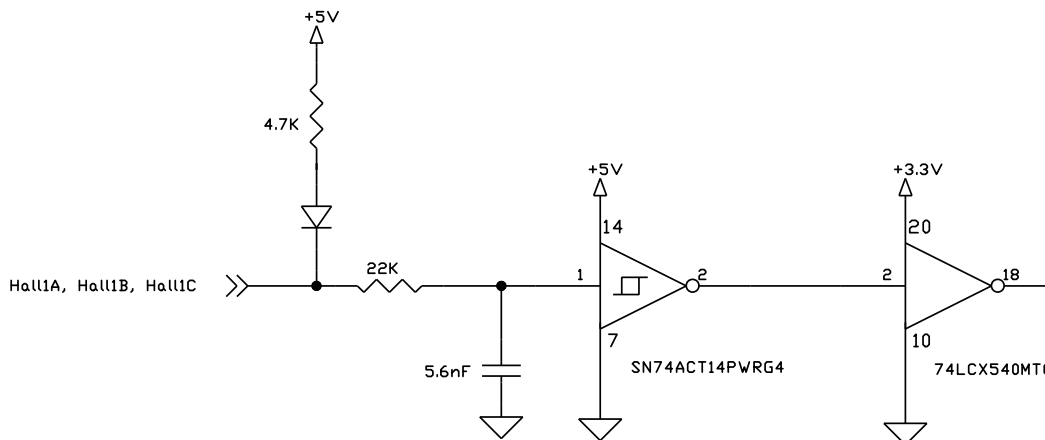 +5V
4.7K
+5V
+3.3V
14
20
22K
Hall1A, Hall1B, Hall1C
1
2
2
18
7
10
5.6nF
SN74ACT14PWRG4
74LCX540MT